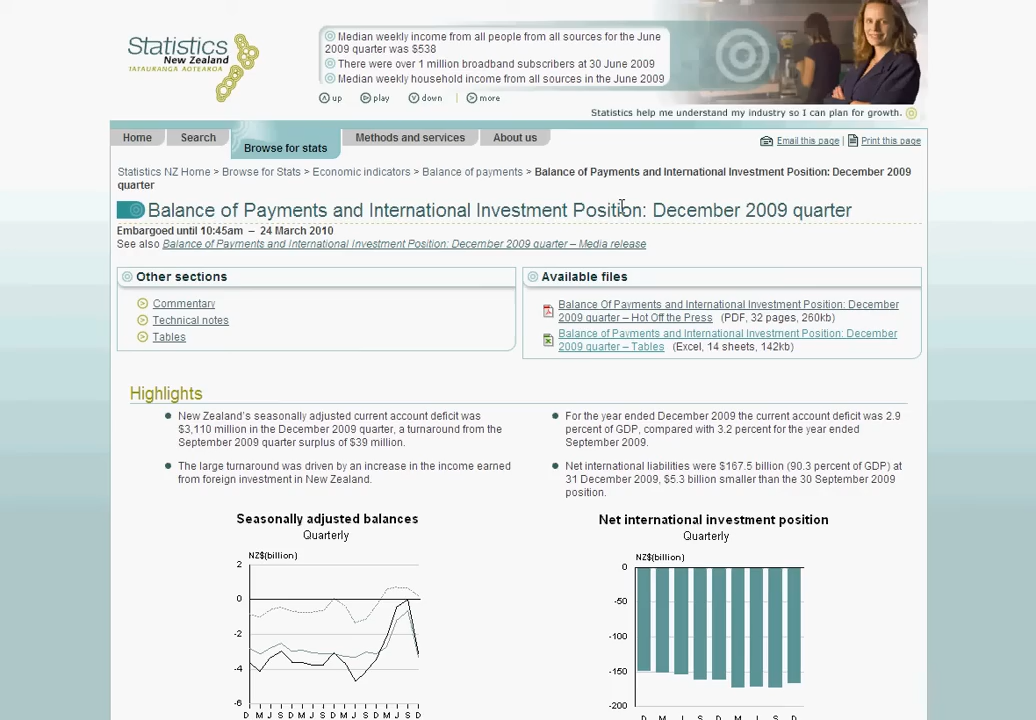 Statistics
New Zealand
TATAURANGA AOTEAROA
Median weekly income from all people from all sources for the June
2009 quarter was $538
There were over 1 million broadband subscribers at 30 June 2009
Median weekly household income from all sources in the June 2009
up play down | more
Statistics help me understand my industry so I can plan for growth.
Home Search Browse for stats Methods and services About us
Email this page | Print this page
Statistics NZ Home > Browse for Stats > Economic indicators > Balance of payments > Balance of Payments and International Investment Position: December 2009
quarter
Balance of Payments and International Investment Position: December 2009 quarter
Embargoed until 10:45am – 24 March 2010
See also Balance of Payments and International Investment Position: December 2009 quarter – Media release
Other sections
Commentary
Technical notes
Tables
Available files
Balance Of Payments and International Investment Position: December
2009 quarter – Hot Off the Press (PDF, 32 pages, 260kb)
Balance of Payments and International Investment Position: December
2009 quarter – Tables (Excel, 14 sheets, 142kb)
Highlights
New Zealand's seasonally adjusted current account deficit was
$3,110 million in the December 2009 quarter, a turnaround from the
September 2009 quarter surplus of $39 million.
The large turnaround was driven by an increase in the income earned
from foreign investment in New Zealand.
For the year ended December 2009 the current account deficit was 2.9
percent of GDP, compared with 3.2 percent for the year ended
September 2009.
Net international liabilities were $167.5 billion (90.3 percent of GDP) at
31 December 2009, $5.3 billion smaller than the 30 September 2009
position.
Seasonally adjusted balances
Quarterly
NZ$(billion)
2
0
-2
-4
-6
D M J S D M J S D M J S D M J S D
Net international investment position
Quarterly
NZ$(billion)
0
-50
-100
-150
-200
D M J S D M J S D